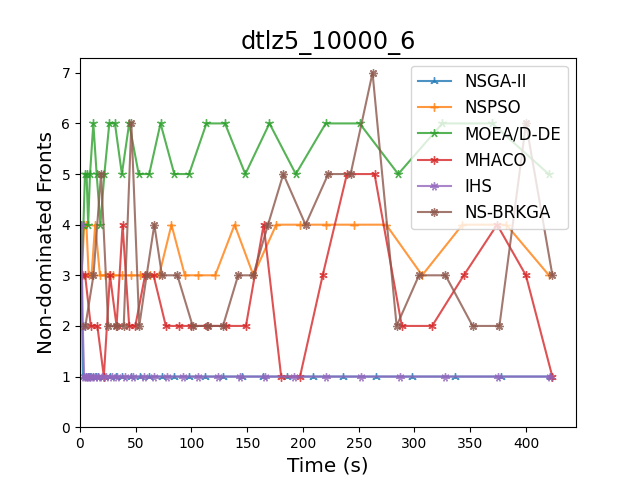 dtlz5_10000_6
Non-dominated Fronts
7
6
5
4
3
2
1
0
NSGA-II
NSPSO
MOEA/D-DE
MHACO
IHS
NS-BRKGA
0 50 100 150 200 250 300 350 400
Time (s)